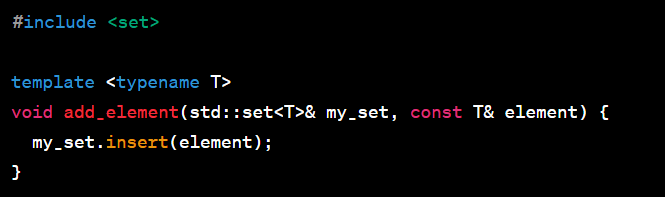 #include <set>

template <typename T>
void add_element(std::set<T>& my_set, const T& element) {
  my_set.insert(element);
}